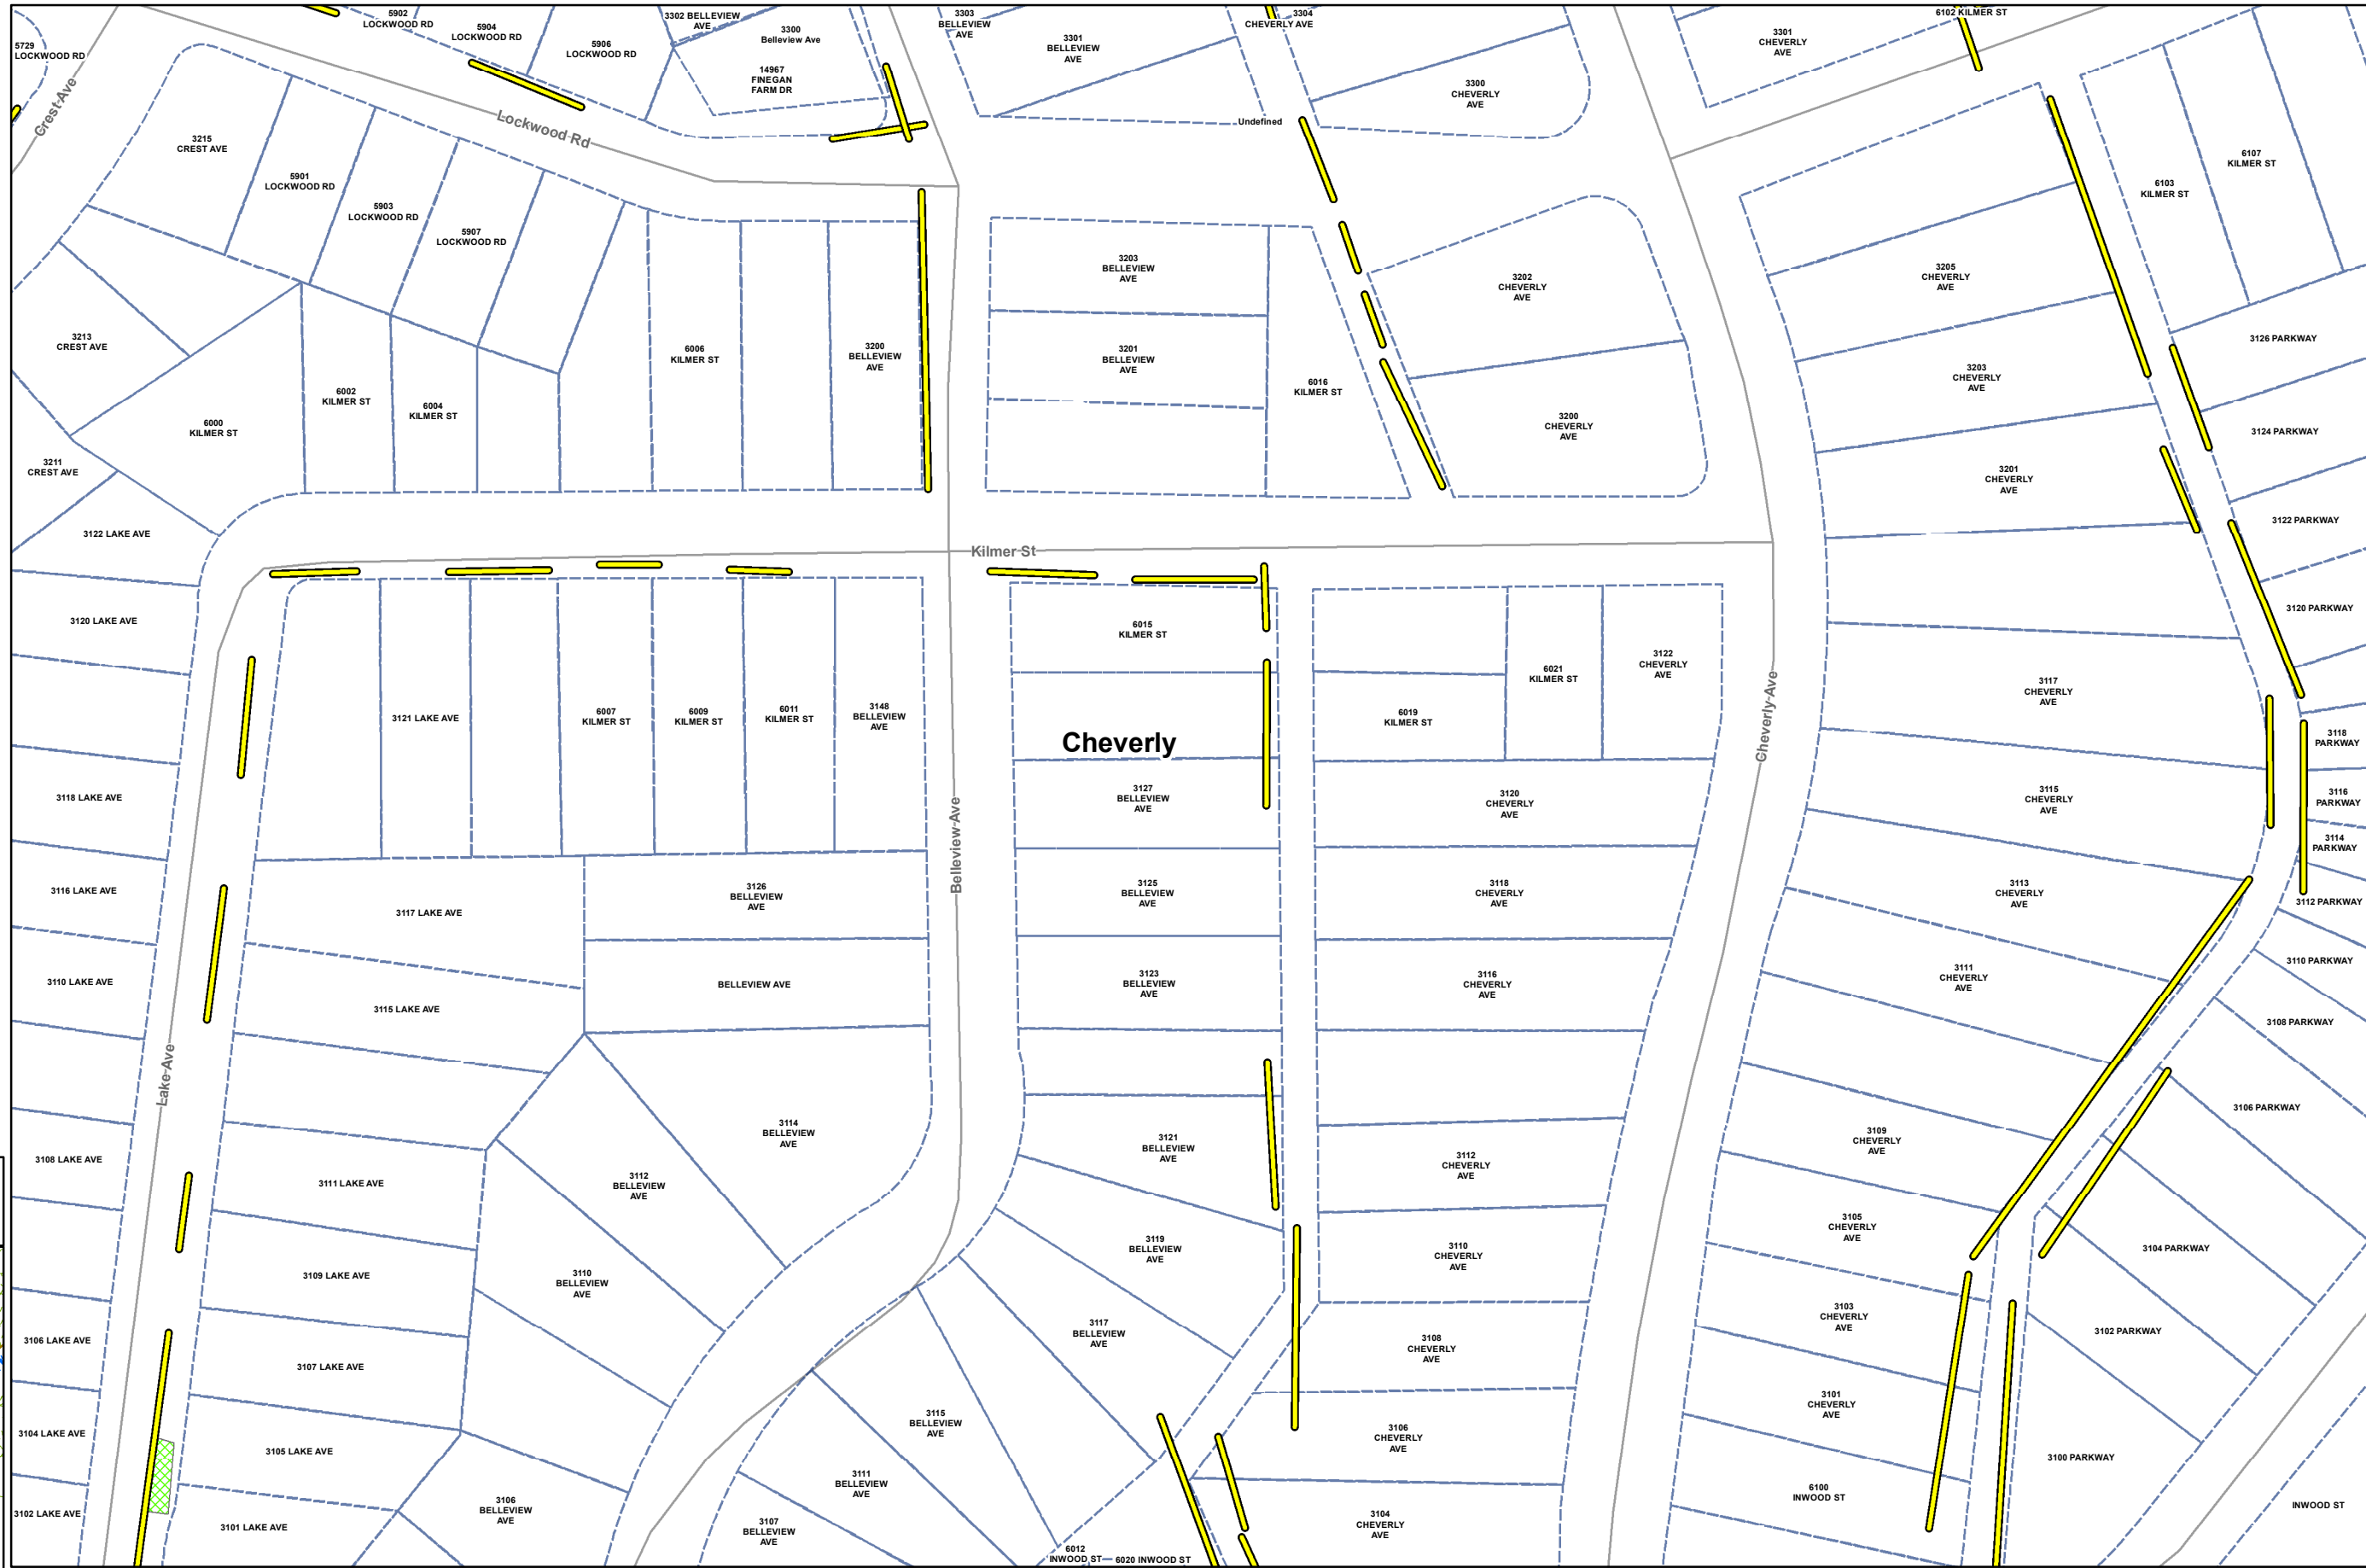 5902
LOCKWOOD RD
5904
LOCKWOOD RD
5906
LOCKWOOD RD
3302 BELLEVIEW
AVE
3300
Belleview Ave
14967
FINEGAN
FARM DR
3303
BELLEVIEW
AVE
3301
BELLEVIEW
AVE
3304
CHEVERLY AVE
3300
CHEVERLY
AVE
3301
CHEVERLY
AVE
6102 KILMER ST
5729
LOCKWOOD RD
Crest Ave
Lockwood Rd
Undefined
3215
CREST AVE
5901
LOCKWOOD RD
5903
LOCKWOOD RD
5907
LOCKWOOD RD
6103
KILMER ST
6107
KILMER ST
3203
BELLEVIEW
AVE
3202
CHEVERLY
AVE
3205
CHEVERLY
AVE
3213
CREST AVE
6006
KILMER ST
3200
BELLEVIEW
AVE
3201
BELLEVIEW
AVE
6016
KILMER ST
3203
CHEVERLY
AVE
3126 PARKWAY
6002
KILMER ST
6004
KILMER ST
6000
KILMER ST
3200
CHEVERLY
AVE
3124 PARKWAY
3211
CREST AVE
3201
CHEVERLY
AVE
3122 LAKE AVE
3122 PARKWAY
Kilmer St
3120 LAKE AVE
6015
KILMER ST
3120 PARKWAY
3121 LAKE AVE
6007
KILMER ST
6009
KILMER ST
6011
KILMER ST
3148
BELLEVIEW
AVE
6019
KILMER ST
6021
KILMER ST
3122
CHEVERLY
AVE
Cheverly Ave
3117
CHEVERLY
AVE
3118
PARKWAY
Cheverly
3118 LAKE AVE
3127
BELLEVIEW
AVE
3120
CHEVERLY
AVE
3115
CHEVERLY
AVE
3116
PARKWAY
3114
PARKWAY
Belleview Ave
3116 LAKE AVE
3117 LAKE AVE
3126
BELLEVIEW
AVE
3125
BELLEVIEW
AVE
3118
CHEVERLY
AVE
3113
CHEVERLY
AVE
3112 PARKWAY
3110 LAKE AVE
3115 LAKE AVE
BELLEVIEW AVE
3123
BELLEVIEW
AVE
3116
CHEVERLY
AVE
3111
CHEVERLY
AVE
3110 PARKWAY
3108 PARKWAY
Lake Ave
3106 PARKWAY
3108 LAKE AVE
3111 LAKE AVE
3112
BELLEVIEW
AVE
3114
BELLEVIEW
AVE
3121
BELLEVIEW
AVE
3112
CHEVERLY
AVE
3109
CHEVERLY
AVE
3105
CHEVERLY
AVE
3104 PARKWAY
3109 LAKE AVE
3110
BELLEVIEW
AVE
3119
BELLEVIEW
AVE
3110
CHEVERLY
AVE
3103
CHEVERLY
AVE
3102 PARKWAY
3106 LAKE AVE
3107 LAKE AVE
3117
BELLEVIEW
AVE
3108
CHEVERLY
AVE
3101
CHEVERLY
AVE
3104 LAKE AVE
3105 LAKE AVE
3115
BELLEVIEW
AVE
3106
CHEVERLY
AVE
3100 PARKWAY
3102 LAKE AVE
3101 LAKE AVE
3106
BELLEVIEW
AVE
3111
BELLEVIEW
AVE
3107
BELLEVIEW
AVE
3104
CHEVERLY
AVE
6100
INWOOD ST
INWOOD ST
6012
INWOOD ST
6020 INWOOD ST